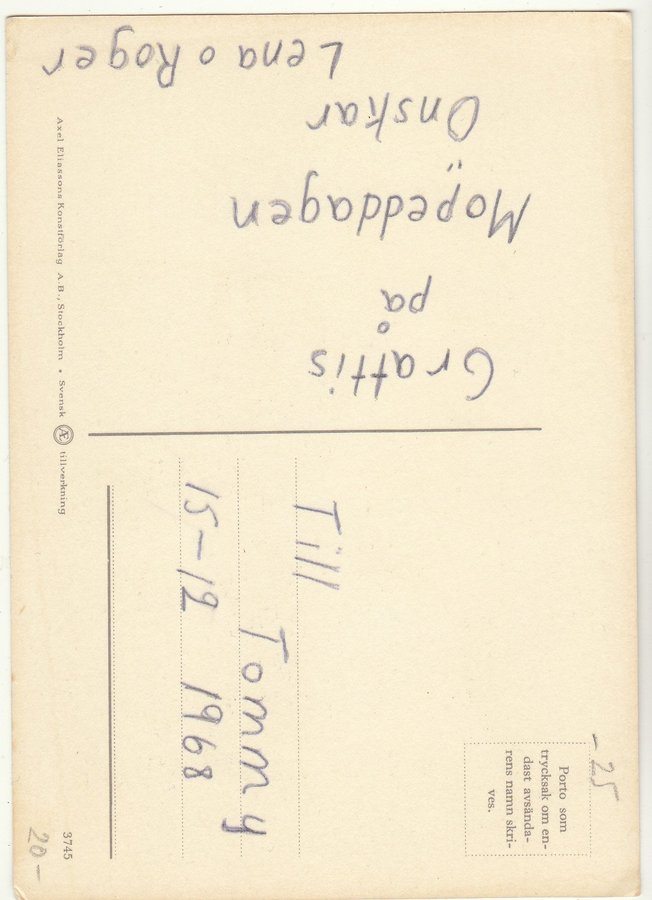 Grattis
på
Mopeddagen
Önskar
Lena o Roger
Till
Tommy
15-12 1968
Porto som
trycksak om en-
dast avsända-
rens namn skri-
ves.
-25
Axel Eliassons Konstförlag A.B., Stockholm • Svensk Æ tillverkning
3745
20-